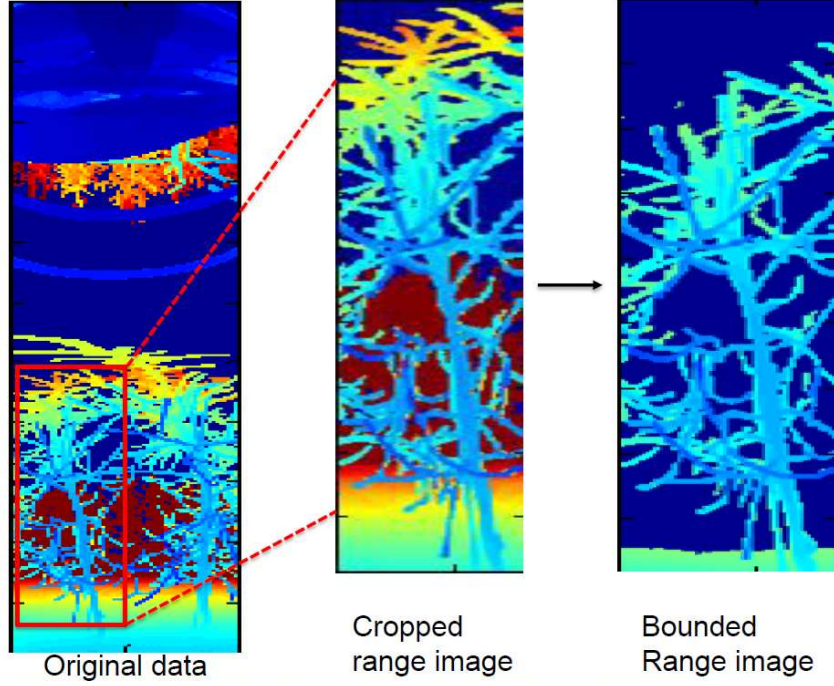 Original data
Cropped
range image
Bounded
Range image